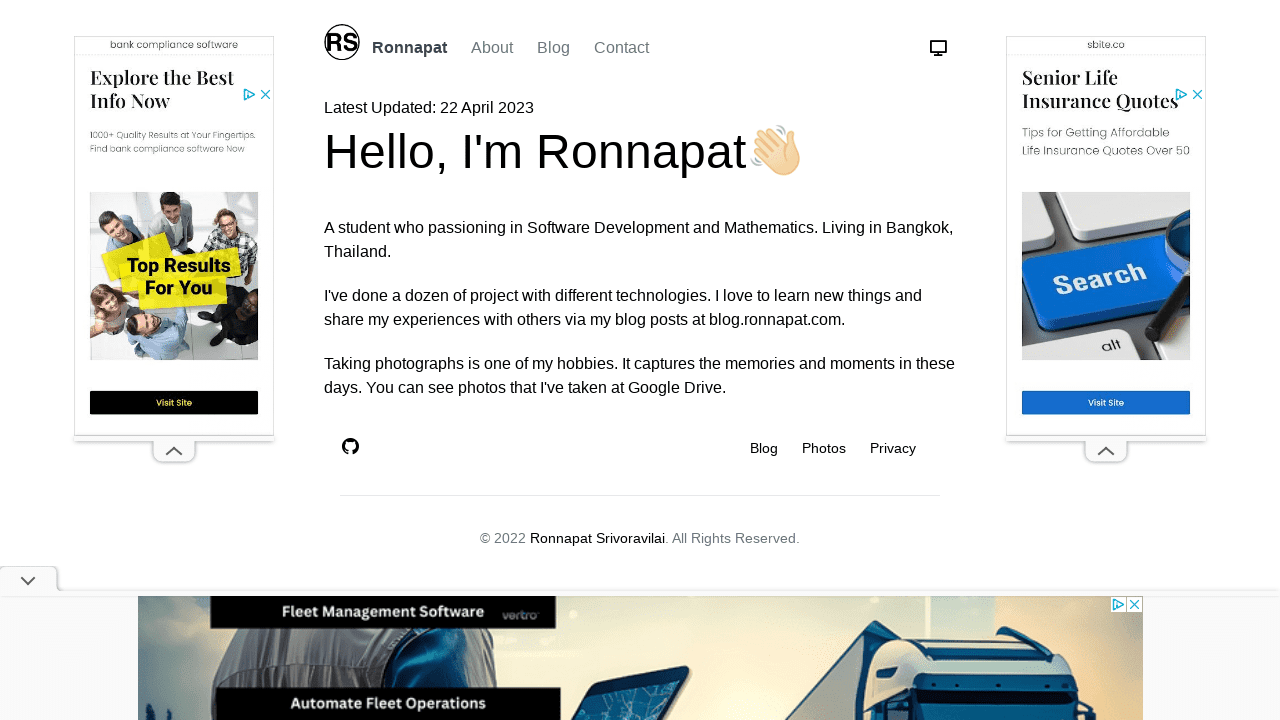 RS
Ronnapat
About
Blog
Contact
Latest Updated: 22 April 2023
Hello, I'm Ronnapat
A student who passioning in Software Development and Mathematics. Living in Bangkok,
Thailand.
I've done a dozen of project with different technologies. I love to learn new things and
share my experiences with others via my blog posts at blog.ronnapat.com.
Taking photographs is one of my hobbies. It captures the memories and moments in these
days. You can see photos that I've taken at Google Drive.
Blog
Photos
Privacy
© 2022 Ronnapat Srivoravilai. All Rights Reserved.
bank compliance software
Explore the Best
Info Now
1000+ Quality Results at Your Fingertips.
Find bank compliance software Now
Top Results
For You
Visit Site
sbite.co
Senior Life
Insurance Quotes
Tips for Getting Affordable
Life Insurance Quotes Over 50
Search
alt
Visit Site
Fleet Management Software
vertro
Automate Fleet Operations